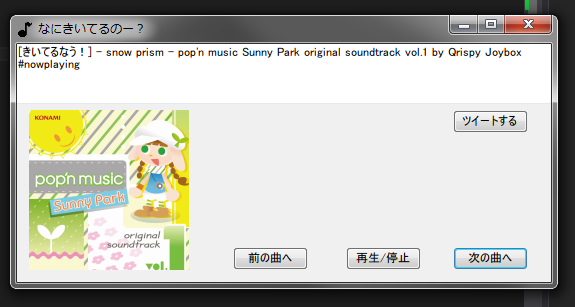 なにきいてるのー？
[きいてるなう！] - snow prism - pop'n music Sunny Park original soundtrack vol.1 by Qrispy Joybox
#nowplaying
ツイートする
KONAMI
pop'n music
Sunny Park
original
soundtrack
vol.
前の曲へ
再生/停止
次の曲へ